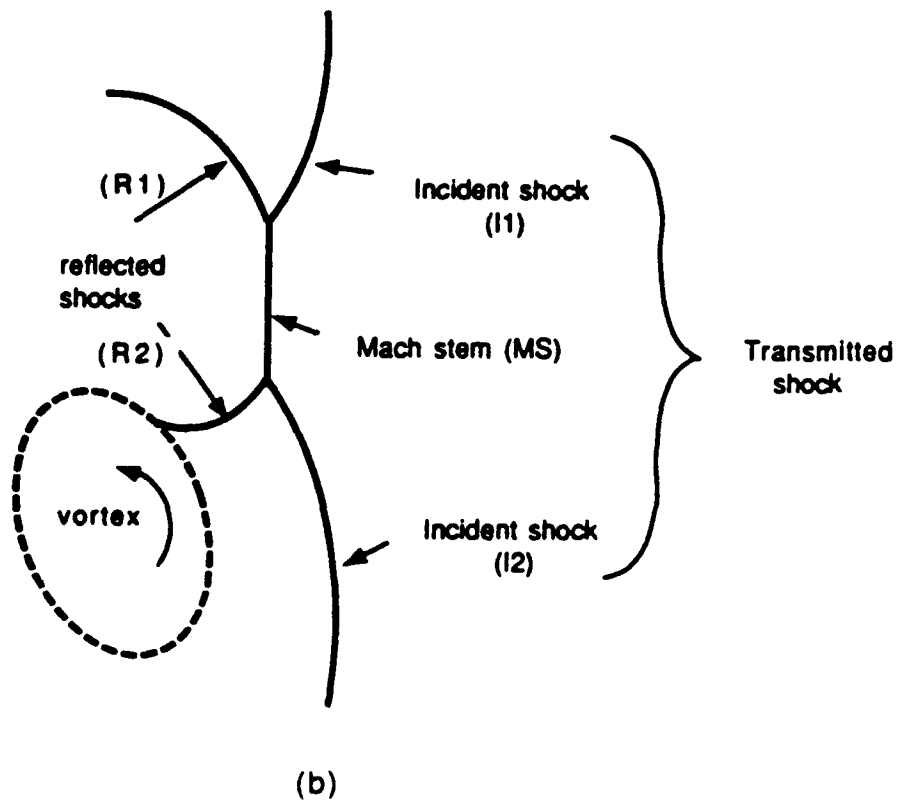 (R1)
Incident shock
(I1)
reflected
shocks
(R2)
Mach stem (MS)
Transmitted
shock
vortex
Incident shock
(I2)
(b)